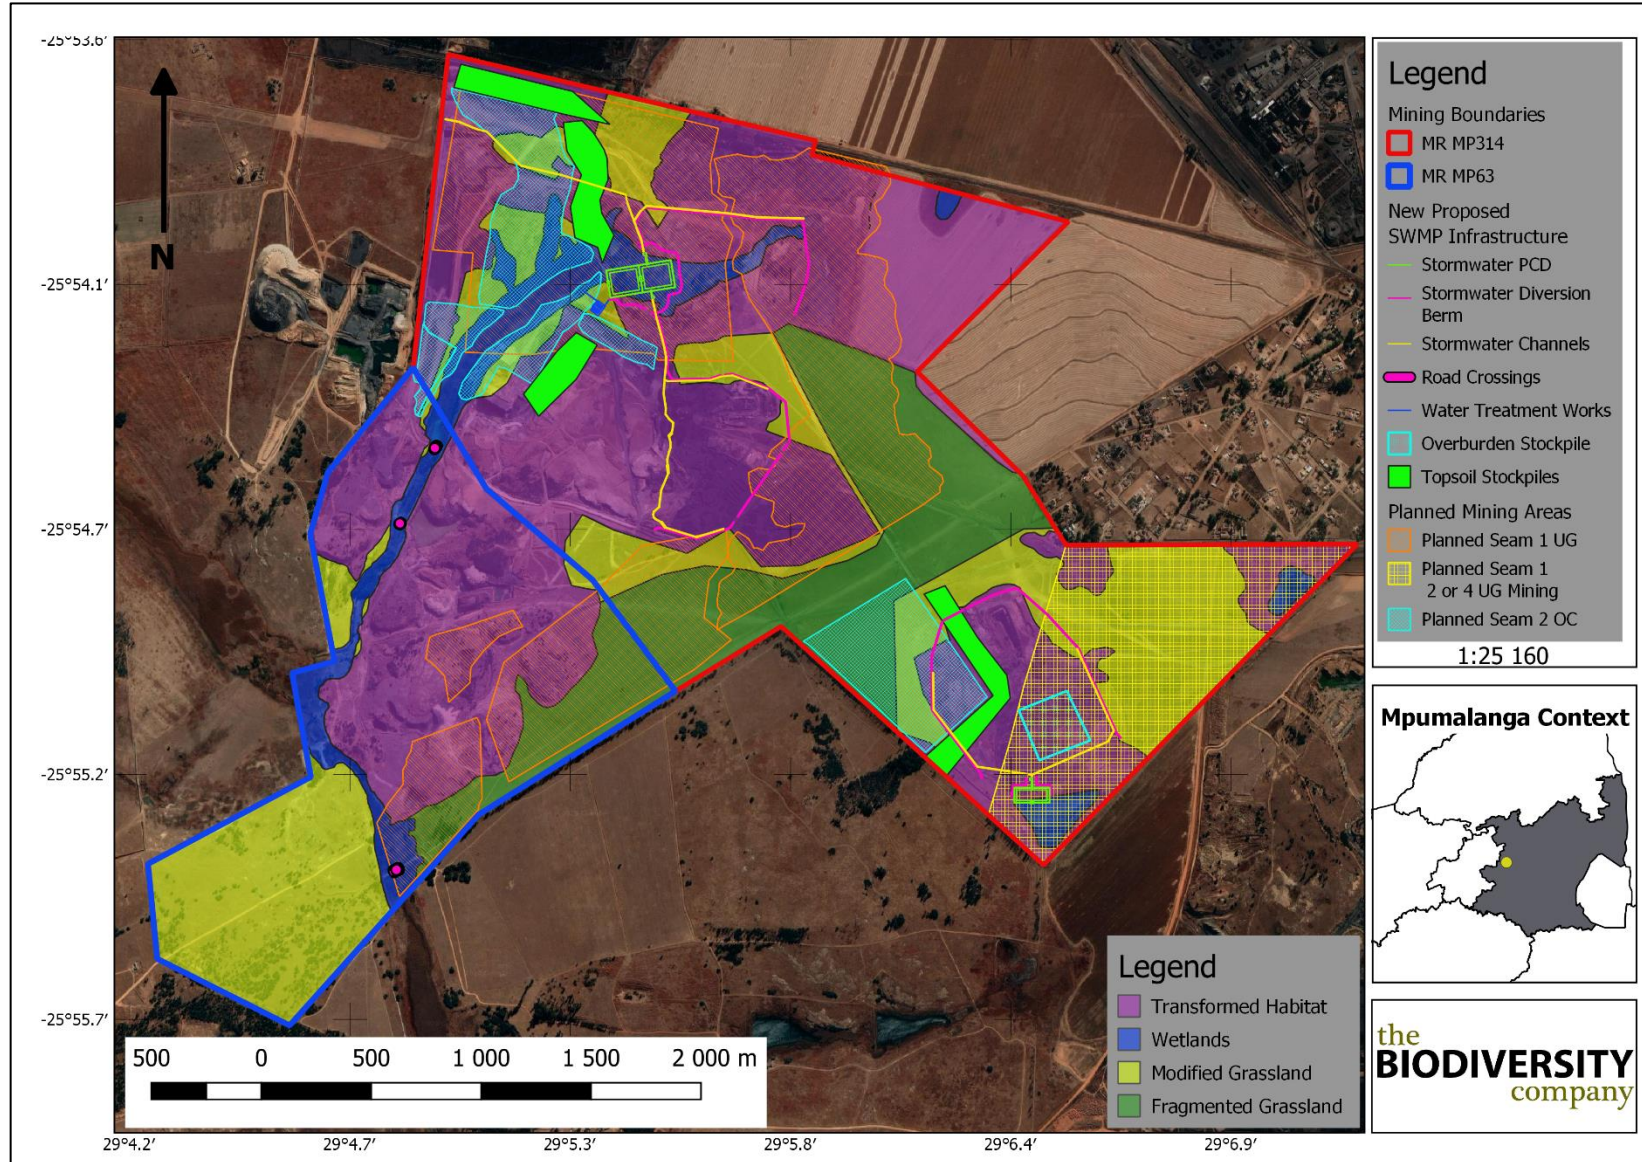 -25°53.6'
-25°54.1'
-25°54.7'
-25°55.2'
-25°55.7'
N
500 0 500 1 000 1 500 2 000 m
29°4.2' 29°4.7' 29°5.3' 29°5.8' 29°6.4' 29°6.9'
Legend
Transformed Habitat
Wetlands
Modified Grassland
Fragmented Grassland
Legend
Mining Boundaries
MR MP314
MR MP63
New Proposed
SWMP Infrastructure
Stormwater PCD
Stormwater Diversion
Berm
Stormwater Channels
Road Crossings
Water Treatment Works
Overburden Stockpile
Topsoil Stockpiles
Planned Mining Areas
Planned Seam 1 UG
Planned Seam 1
2 or 4 UG Mining
Planned Seam 2 OC
1:25 160
Mpumalanga Context
the
BIODIVERSITY
company